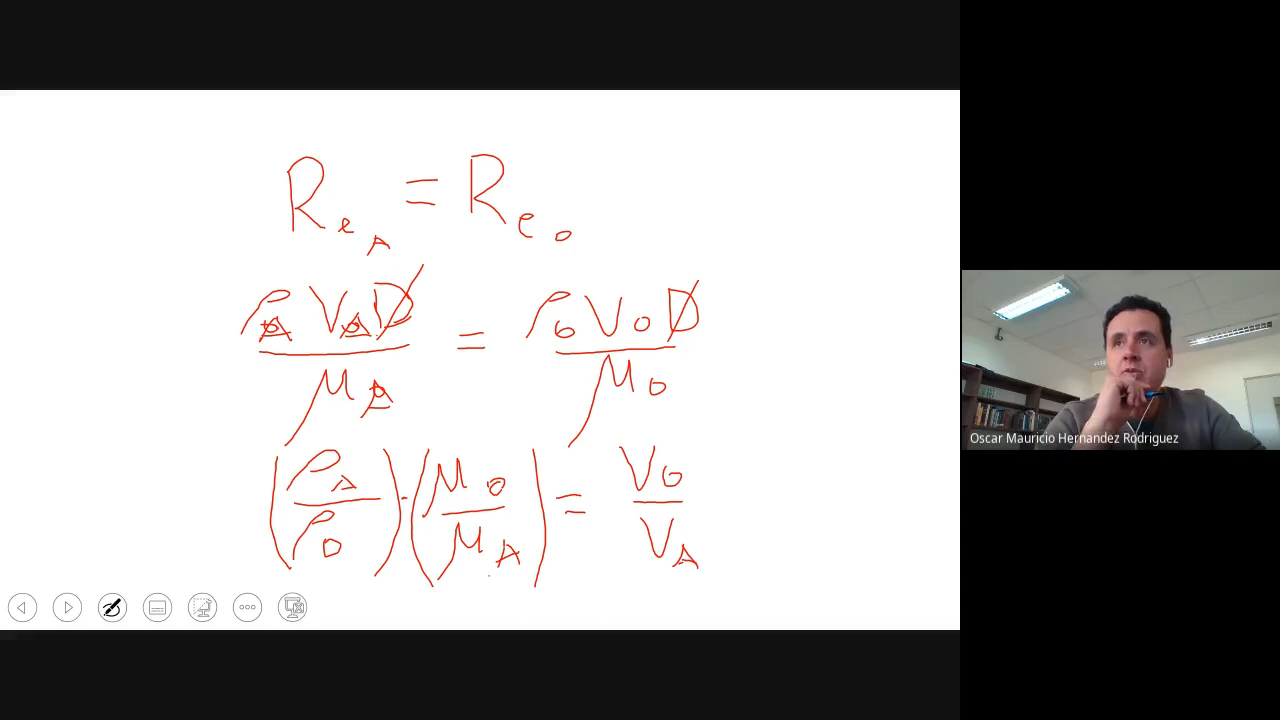 Re_A = Re_o
ρ_A V_A D / μ_A = ρ_o V_o D / μ_o
(ρ_A / ρ_o) · (μ_o / μ_A) = V_o / V_A
Oscar Mauricio Hernandez Rodriguez